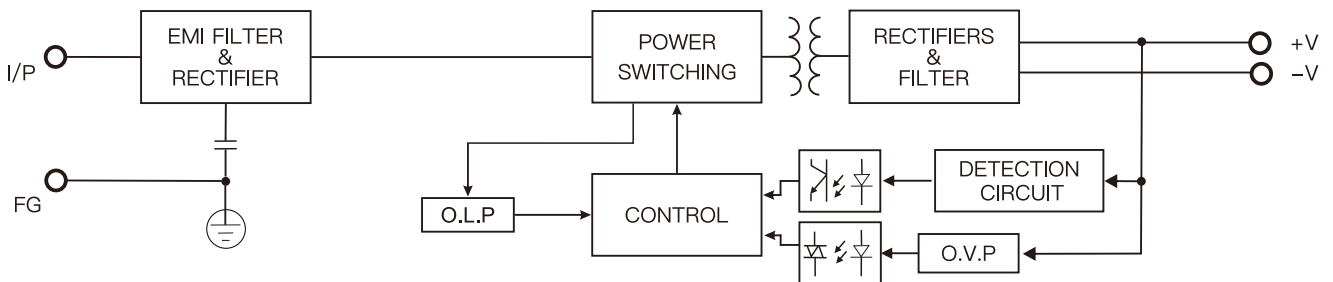 I/P
EMI FILTER
&
RECTIFIER
POWER
SWITCHING
RECTIFIERS
&
FILTER
+V
−V
FG
O.L.P
CONTROL
DETECTION
CIRCUIT
O.V.P